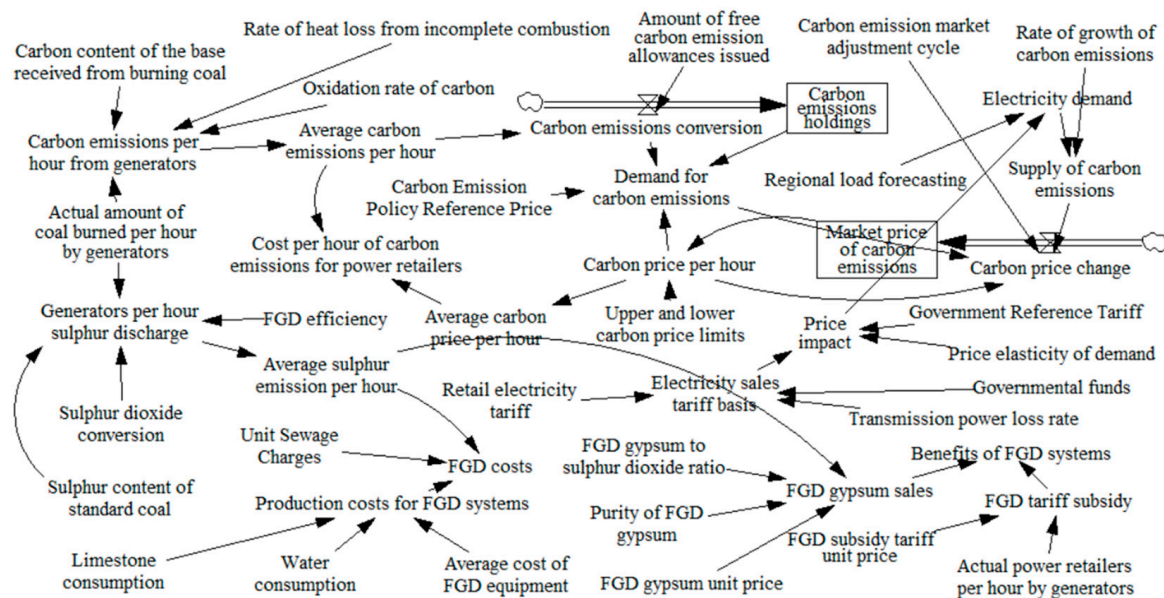 Carbon content of the base
received from burning coal
Rate of heat loss from incomplete combustion
Amount of free
carbon emission
allowances issued
Carbon emission market
adjustment cycle
Rate of growth of
carbon emissions
Oxidation rate of carbon
Carbon emissions per
hour from generators
Average carbon
emissions per hour
Carbon emissions conversion
Carbon
emissions
holdings
Electricity demand
Carbon Emission
Policy Reference Price
Demand for
carbon emissions
Regional load forecasting
Supply of carbon
emissions
Actual amount of
coal burned per hour
by generators
Cost per hour of carbon
emissions for power retailers
Carbon price per hour
Market price
of carbon
emissions
Carbon price change
Generators per hour
sulphur discharge
FGD efficiency
Average carbon
price per hour
Upper and lower
carbon price limits
Price
impact
Government Reference Tariff
Price elasticity of demand
Average sulphur
emission per hour
Retail electricity
tariff
Electricity sales
tariff basis
Governmental funds
Transmission power loss rate
Sulphur dioxide
conversion
Unit Sewage
Charges
FGD costs
FGD gypsum to
sulphur dioxide ratio
Benefits of FGD systems
Sulphur content of
standard coal
Production costs for FGD systems
Purity of FGD
gypsum
FGD gypsum sales
FGD tariff subsidy
Limestone
consumption
Water
consumption
Average cost of
FGD equipment
FGD gypsum unit price
FGD subsidy tariff
unit price
Actual power retailers
per hour by generators